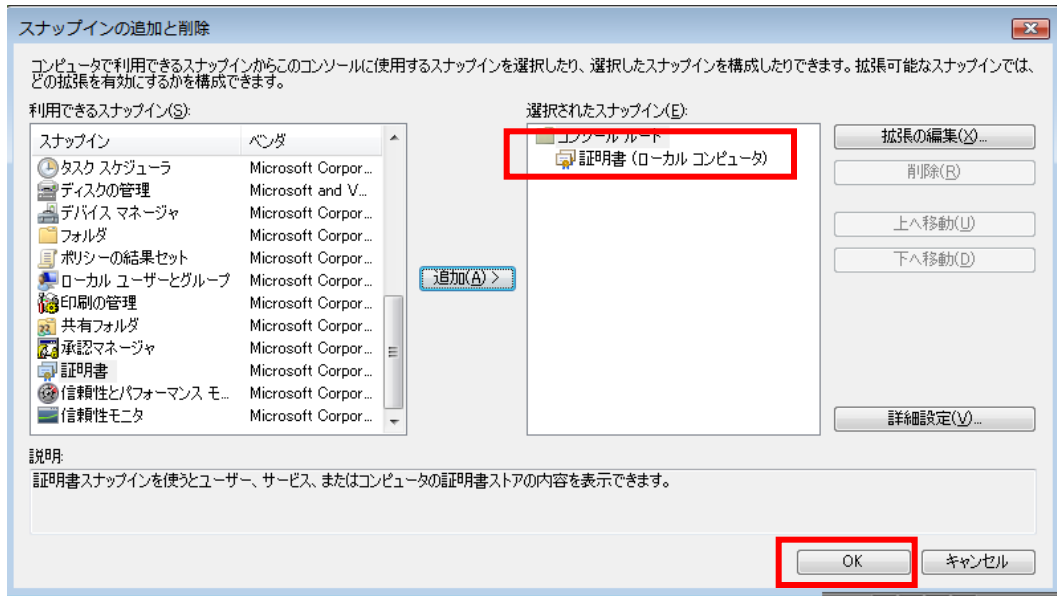 スナップインの追加と削除
コンピュータで利用できるスナップインからこのコンソールに使用するスナップインを選択したり、選択したスナップインを構成したりできます。拡張可能なスナップインでは、
どの拡張を有効にするかを構成できます。
利用できるスナップイン(S):
スナップイン ベンダ
タスク スケジューラ Microsoft Corpor...
ディスクの管理 Microsoft and V...
デバイス マネージャ Microsoft Corpor...
フォルダ Microsoft Corpor...
ポリシーの結果セット Microsoft Corpor...
ローカル ユーザーとグループ Microsoft Corpor...
印刷の管理 Microsoft Corpor...
共有フォルダ Microsoft Corpor...
承認マネージャ Microsoft Corpor...
証明書 Microsoft Corpor...
信頼性とパフォーマンス モ... Microsoft Corpor...
信頼性モニタ Microsoft Corpor...
追加(A) >
選択されたスナップイン(E):
コンソール ルート
証明書 (ローカル コンピュータ)
拡張の編集(X)...
削除(R)
上へ移動(U)
下へ移動(D)
詳細設定(V)...
説明:
証明書スナップインを使うとユーザー、サービス、またはコンピュータの証明書ストアの内容を表示できます。
OK
キャンセル